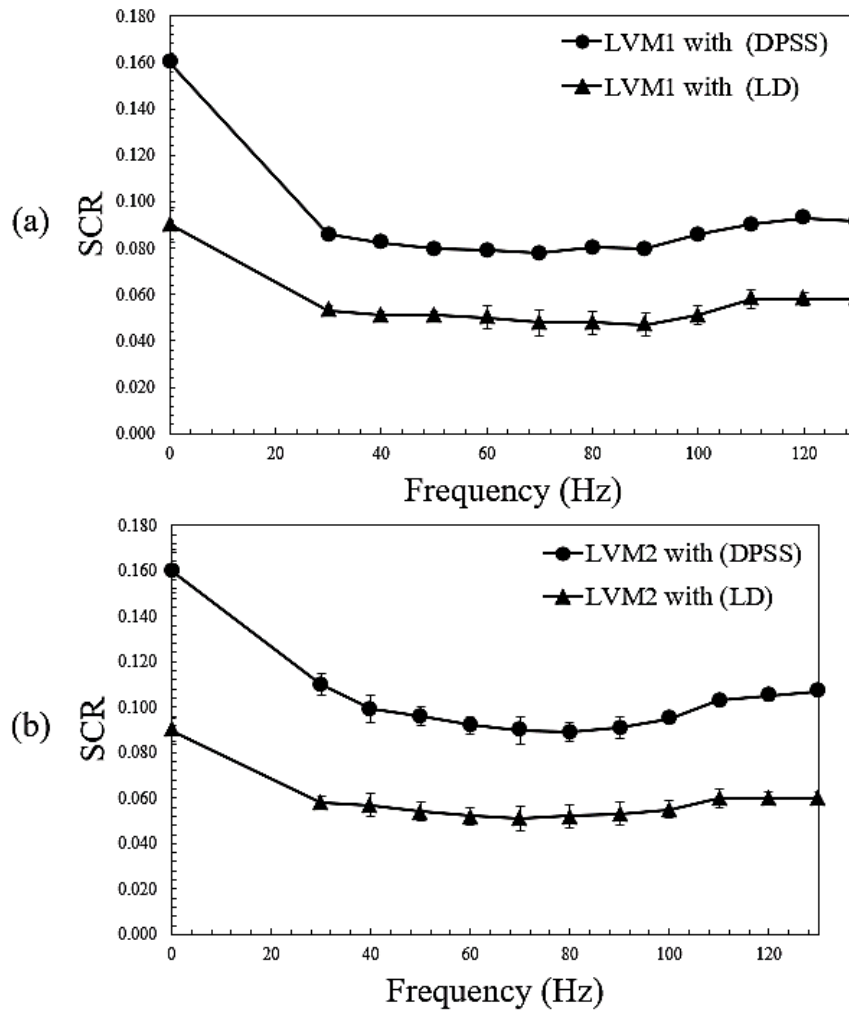 0.180
LVM1 with (DPSS)
0.160
LVM1 with (LD)
0.140
0.120
0.100
(a)
SCR
0.080
0.060
0.040
0.020
0.000
0 20 40 60 80 100 120
Frequency (Hz)
0.180
LVM2 with (DPSS)
0.160
LVM2 with (LD)
0.140
0.120
0.100
(b)
SCR
0.080
0.060
0.040
0.020
0.000
0 20 40 60 80 100 120
Frequency (Hz)